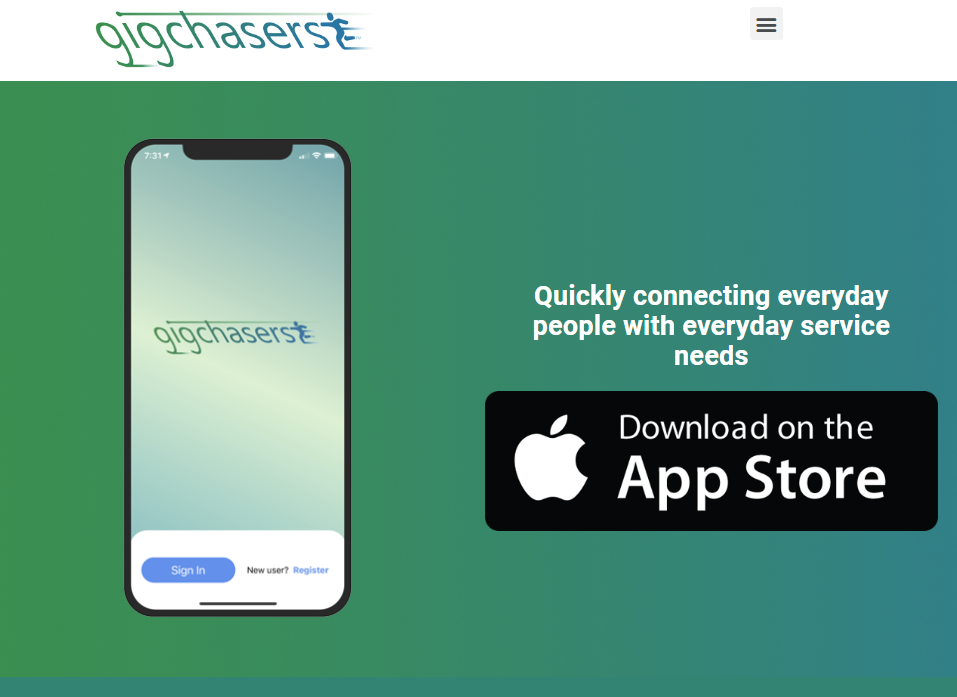 gigchasers
7:31
gigchasers
Sign In New user? Register
Quickly connecting everyday
people with everyday service
needs
Download on the
App Store